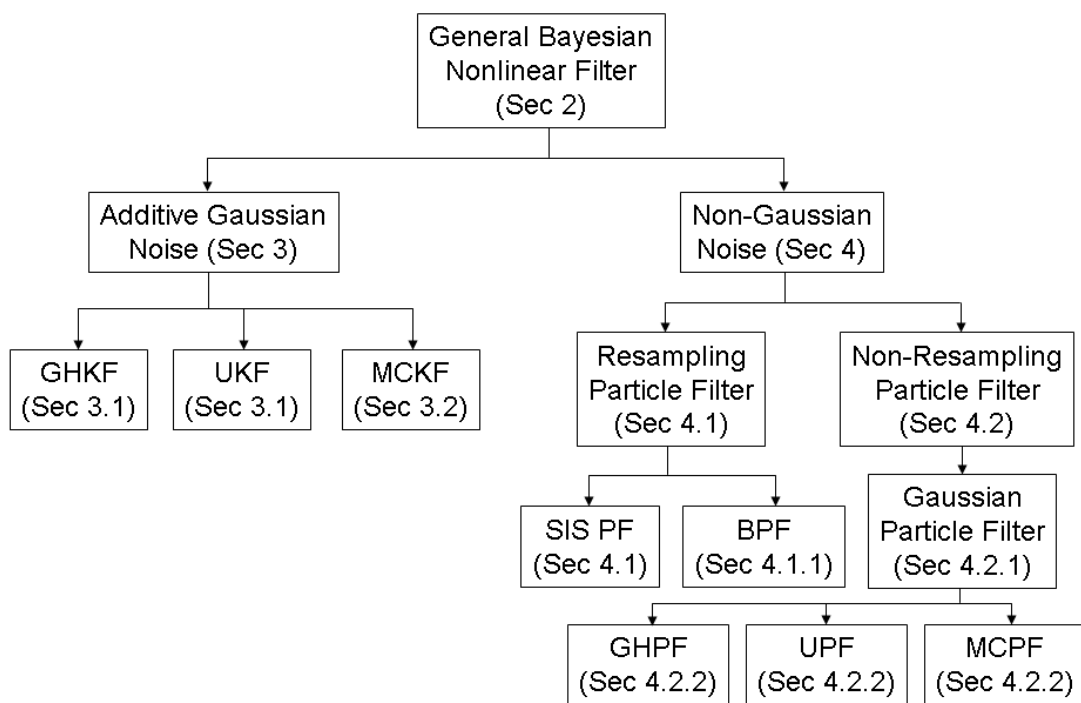 General Bayesian
Nonlinear Filter
(Sec 2)
Additive Gaussian
Noise (Sec 3)
Non-Gaussian
Noise (Sec 4)
GHKF
(Sec 3.1)
UKF
(Sec 3.1)
MCKF
(Sec 3.2)
Resampling
Particle Filter
(Sec 4.1)
Non-Resampling
Particle Filter
(Sec 4.2)
SIS PF
(Sec 4.1)
BPF
(Sec 4.1.1)
Gaussian
Particle Filter
(Sec 4.2.1)
GHPF
(Sec 4.2.2)
UPF
(Sec 4.2.2)
MCPF
(Sec 4.2.2)